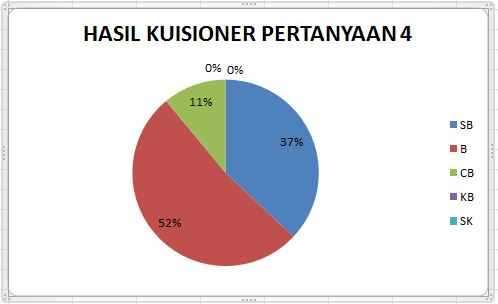 HASIL KUISIONER PERTANYAAN 4
0% 0%
11%
37%
52%
SB
B
CB
KB
SK